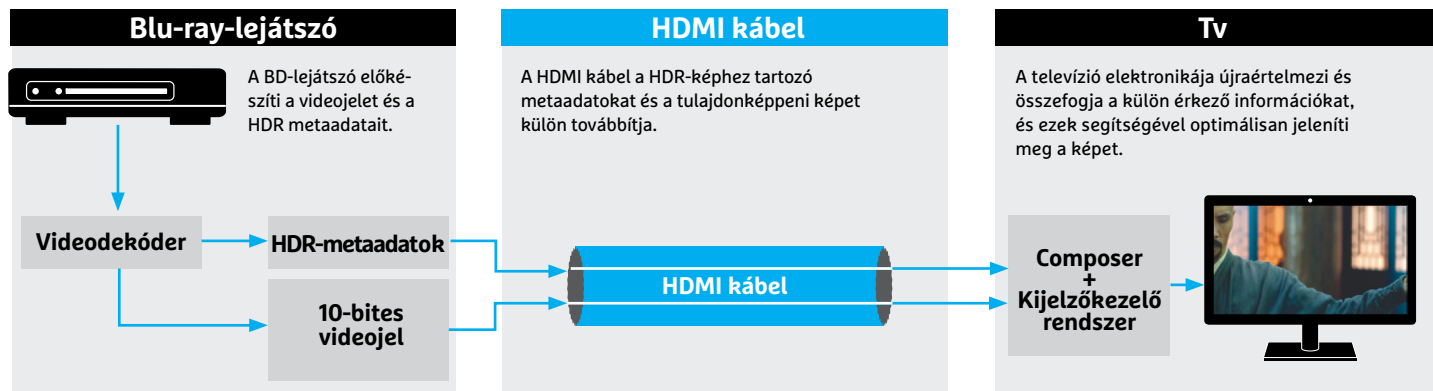 Blu-ray-lejátszó
A BD-lejátszó előké-
szíti a videojelet és a
HDR metaadatait.
Videodekóder
HDR-metaadatok
10-bites
videojel
HDMI kábel
A HDMI kábel a HDR-képhez tartozó
metaadatokat és a tulajdonképpeni képet
külön továbbítja.
HDMI kábel
Tv
A televízió elektronikája újraértelmezi és
összefogja a külön érkező információkat,
és ezek segítségével optimálisan jeleníti
meg a képet.
Composer
+
Kijelzőkezelő
rendszer